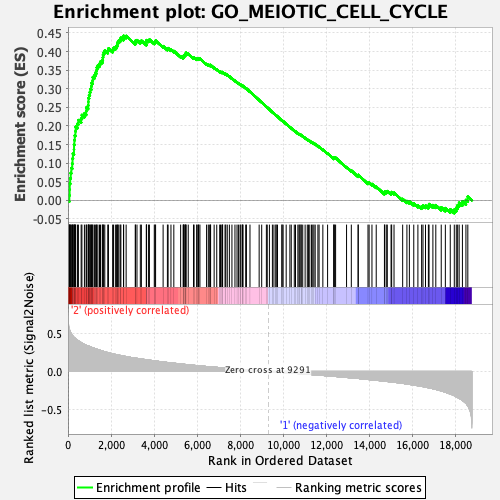 Enrichment plot: GO_MEIOTIC_CELL_CYCLE
Enrichment score (ES)
0.45
0.40
0.35
0.30
0.25
0.20
0.15
0.10
0.05
0.00
-0.05
'2' (positively correlated)
Ranked list metric (Signal2Noise)
0.5
0.0
-0.5
Zero cross at 9291
'1' (negatively correlated)
0 2,000 4,000 6,000 8,000 10,000 12,000 14,000 16,000 18,000
Rank in Ordered Dataset
Enrichment profile Hits Ranking metric scores